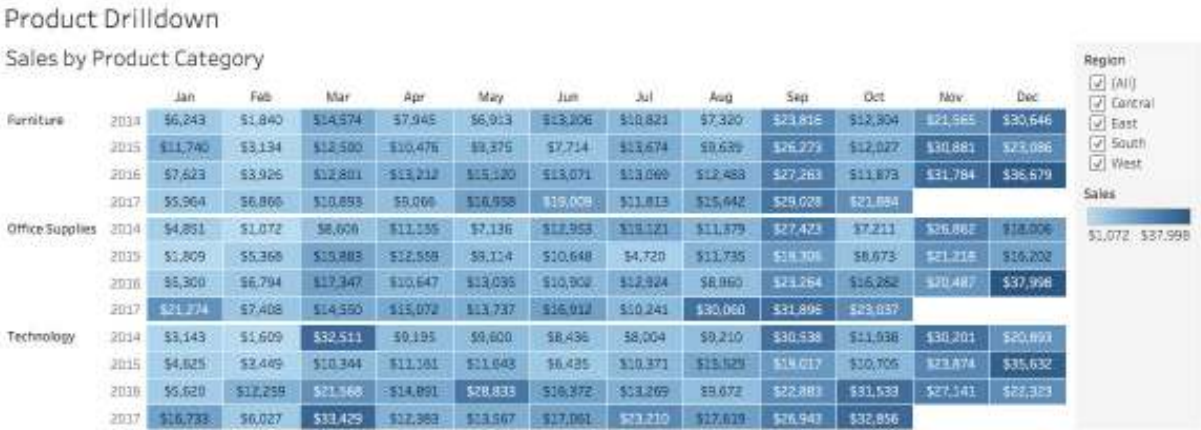 Product Drilldown
Sales by Product Category
Jan Feb Mar Apr May Jun Jul Aug Sep Oct Nov Dec
Furniture 2014 $6,243 $1,840 $14,574 $7,945 $6,913 $13,206 $10,821 $7,320 $23,816 $12,304 $21,565 $30,646
2015 $11,740 $3,134 $12,500 $10,476 $9,375 $7,714 $13,674 $9,639 $26,273 $12,027 $30,881 $23,086
2016 $7,623 $3,926 $12,801 $13,212 $15,120 $13,071 $13,069 $12,483 $27,263 $11,873 $31,784 $36,679
2017 $5,964 $6,866 $10,893 $9,066 $16,958 $19,009 $11,813 $15,442 $29,028 $21,884
Office Supplies 2014 $4,851 $1,072 $8,606 $11,155 $7,136 $12,953 $15,121 $11,379 $27,423 $7,211 $26,862 $18,006
2015 $1,809 $5,368 $15,883 $12,559 $9,114 $10,648 $4,720 $11,735 $19,306 $8,673 $21,218 $16,202
2016 $5,300 $6,794 $17,347 $10,647 $13,035 $10,902 $12,924 $8,960 $23,264 $16,282 $20,487 $37,998
2017 $21,274 $7,408 $14,550 $15,072 $13,737 $16,912 $10,241 $30,060 $31,896 $23,037
Technology 2014 $3,143 $1,609 $32,511 $9,195 $9,600 $8,436 $8,004 $9,210 $30,538 $11,938 $30,201 $20,893
2015 $4,625 $3,449 $10,344 $11,161 $11,643 $6,435 $10,371 $15,525 $19,017 $10,705 $23,874 $35,632
2016 $5,620 $12,259 $21,568 $14,891 $28,833 $16,372 $13,269 $9,672 $22,883 $31,533 $27,141 $22,323
2017 $16,733 $6,027 $33,429 $12,383 $13,567 $17,061 $23,210 $17,619 $26,943 $32,856
Region
(All)
Central
East
South
West
Sales
$1,072 $37,998